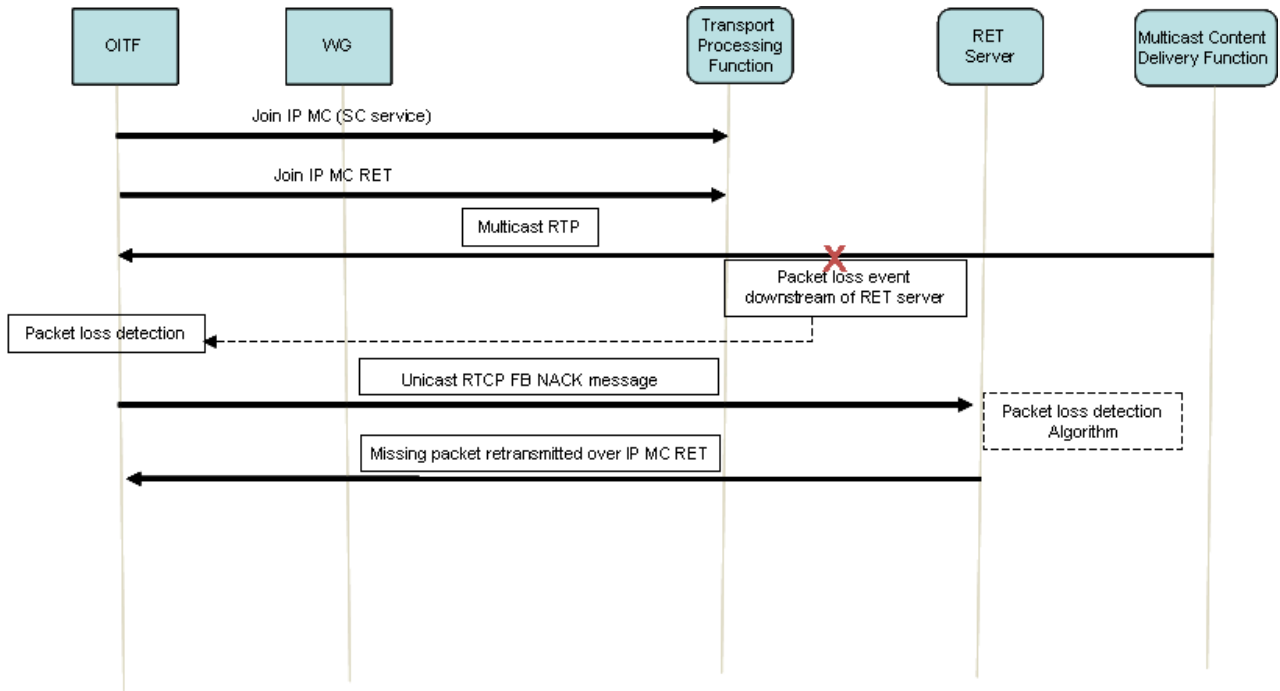 OITF
WG
Transport
Processing
Function
RET
Server
Multicast Content
Delivery Function
Join IP MC (SC service)
Join IP MC RET
Multicast RTP
X
Packet loss event
downstream of RET server
Packet loss detection
Unicast RTCP FB NACK message
Packet loss detection
Algorithm
Missing packet retransmitted over IP MC RET